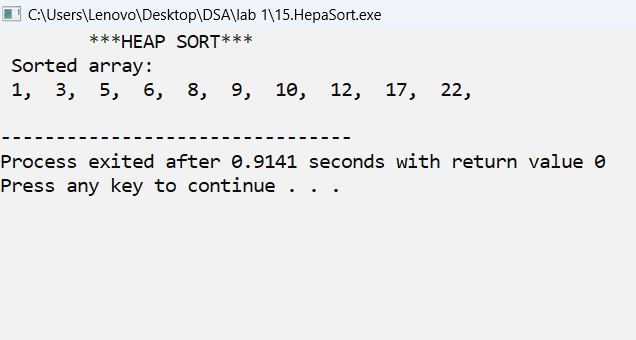 C:\Users\Lenovo\Desktop\DSA\lab 1\15.HepaSort.exe
***HEAP SORT***
Sorted array:
1, 3, 5, 6, 8, 9, 10, 12, 17, 22,
--------------------------------
Process exited after 0.9141 seconds with return value 0
Press any key to continue . . .